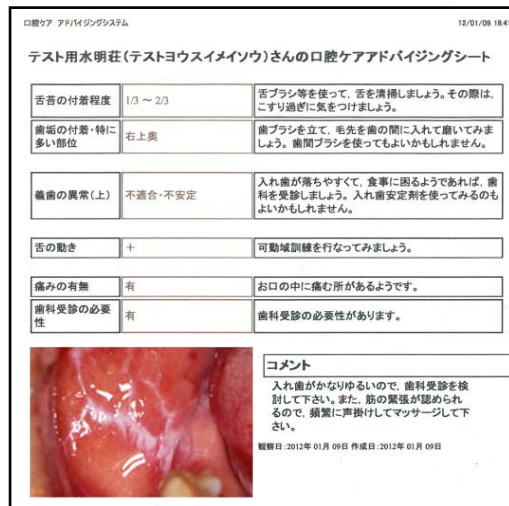 口腔ケア アドバイジングシステム
12/01/09 18:4
テスト用水明荘(テストヨウスイメイソウ)さんの口腔ケアアドバイジングシート
舌苔の付着程度
1/3 ～ 2/3
舌ブラシ等を使って, 舌を清掃しましょう。その際は,
こすり過ぎに気をつけましょう。
歯垢の付着・特に
多い部位
右上奥
歯ブラシを立て, 毛先を歯の間に入れて磨いてみま
しょう。歯間ブラシを使ってもよいかもしれません。
義歯の異常(上)
不適合・不安定
入れ歯が落ちやすくて, 食事に困るようであれば, 歯
科を受診しましょう。入れ歯安定剤を使ってみるのも
よいかもしれません。
舌の動き
+
可動域訓練を行なってみましょう。
痛みの有無
有
お口の中に痛む所があるようです。
歯科受診の必要
性
有
歯科受診の必要性があります。
コメント
入れ歯がかなりゆるいので, 歯科受診を検
討して下さい。また, 筋の緊張が認められ
るので, 頻繁に声掛けしてマッサージして下
さい。
観察日:2012年 01月 09日 作成日:2012年 01月 09日